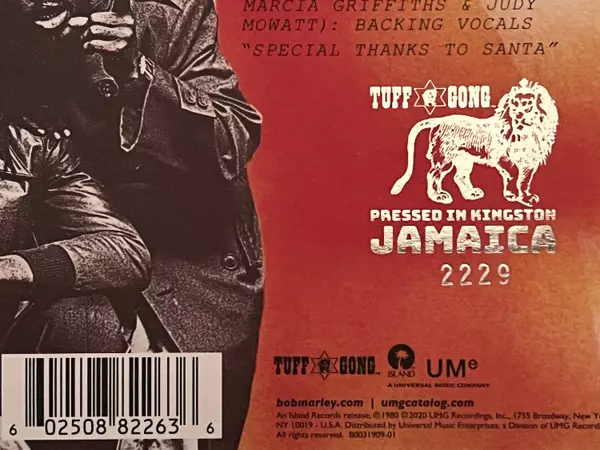 MARCIA GRIFFITHS & JUDY
MOWATT): BACKING VOCALS
"SPECIAL THANKS TO SANTA"
TUFF GONG
PRESSED IN KINGSTON
JAMAICA
2229
TUFF GONG
ISLAND
UMe
A UNIVERSAL MUSIC COMPANY
bobmarley.com | umgcatalog.com
An Island Records release; ℗ 1980 © 2020 UMG Recordings, Inc., 1755 Broadway, New
NY 10019 - U.S.A. Distributed by Universal Music Enterprises, a Division of UMG Record
All rights reserved. B0031909-01
6 02508 82263 6